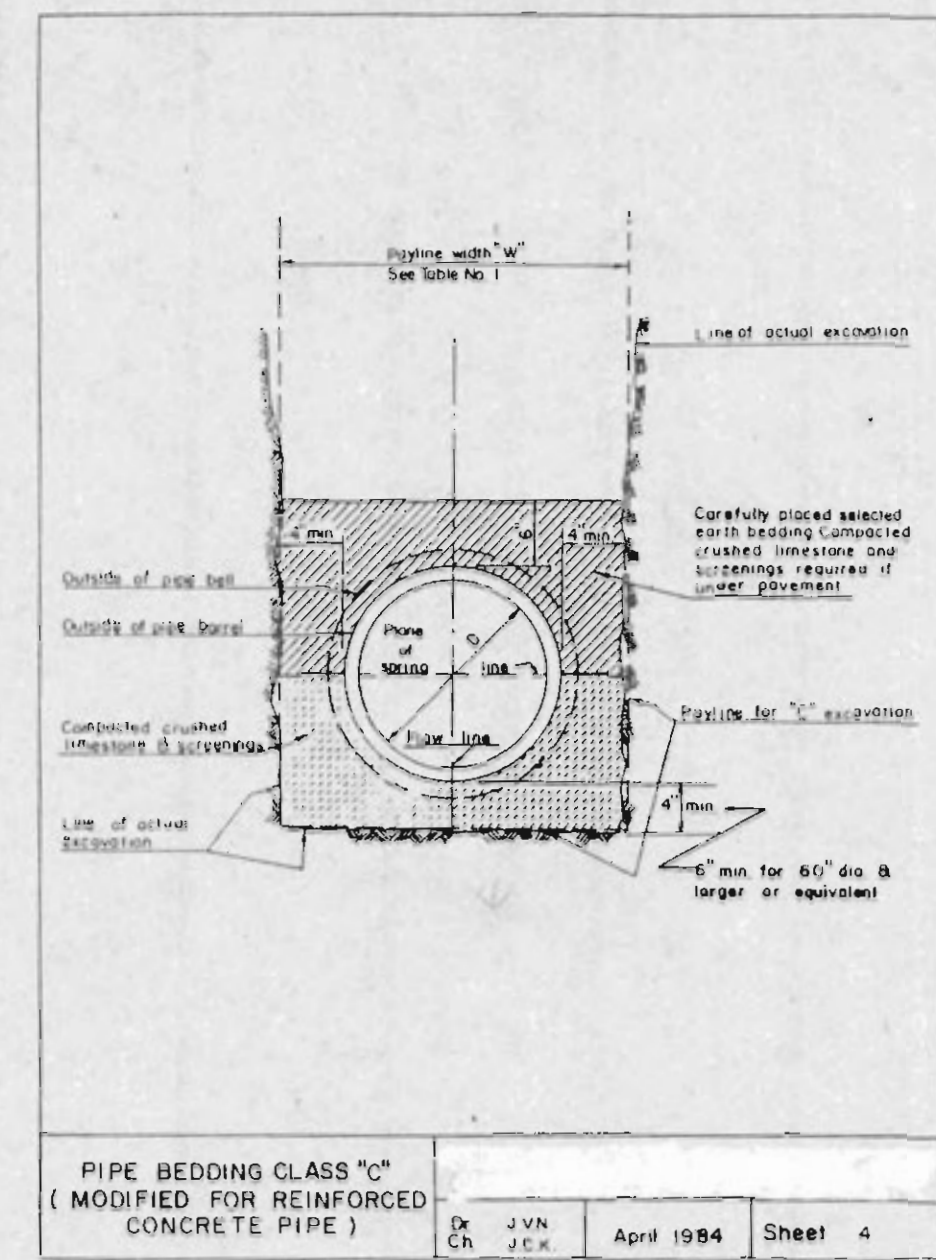 Payline width "W"
See Table No. 1
Line of actual excavation
4" min
6"
4" min
Carefully placed selected
earth bedding Compacted
crushed limestone and
screenings required if
under pavement
Outside of pipe bell
Outside of pipe barrel
Plane
of
spring line
D
Flow line
Compacted crushed
limestone & screenings
Payline for "C" excavation
4" min
Line of actual
excavation
6" min for 60" dia &
larger or equivalent
PIPE BEDDING CLASS "C"
( MODIFIED FOR REINFORCED
CONCRETE PIPE )
Dr JVN
Ch J.C.K.
April 1984
Sheet 4